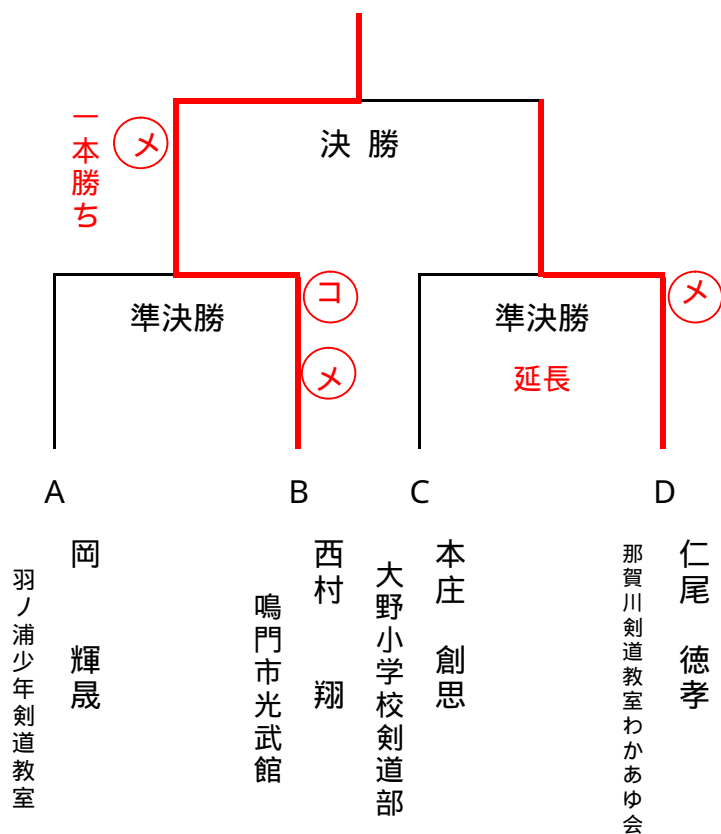 一本勝ち
メ
決 勝
準決勝
コ
メ
準決勝
延長
メ
A
B
C
D
岡 輝晟
羽ノ浦少年剣道教室
西村 翔
鳴門市光武館
本庄 創思
大野小学校剣道部
仁尾 徳孝
那賀川剣道教室わかあゆ会